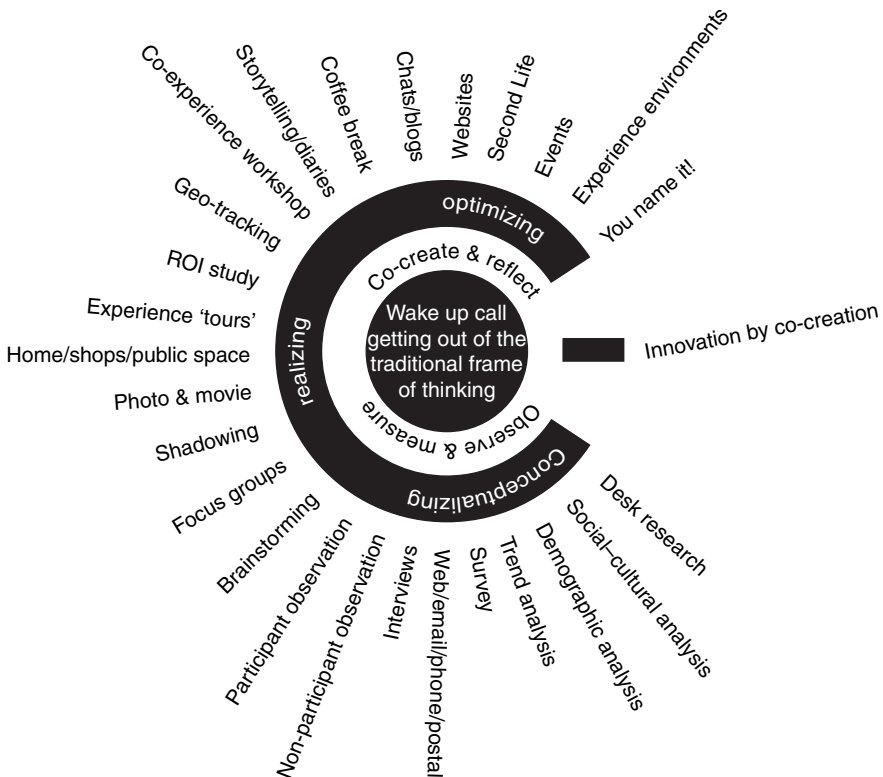 Co-experience workshop
Storytelling/diaries
Coffee break
Chats/blogs
Websites
Second Life
Events
Experience environments
You name it!
Geo-tracking
ROI study
Experience ‘tours’
Home/shops/public space
Photo & movie
Shadowing
Focus groups
Brainstorming
Participant observation
Non-participant observation
Interviews
Web/email/phone/postal
Survey
Trend analysis
Demographic analysis
Social–cultural analysis
Desk research
optimizing
realizing
Conceptualizing
Co-create & reflect
Observe & measure
Wake up call
getting out of the
traditional frame
of thinking
Innovation by co-creation